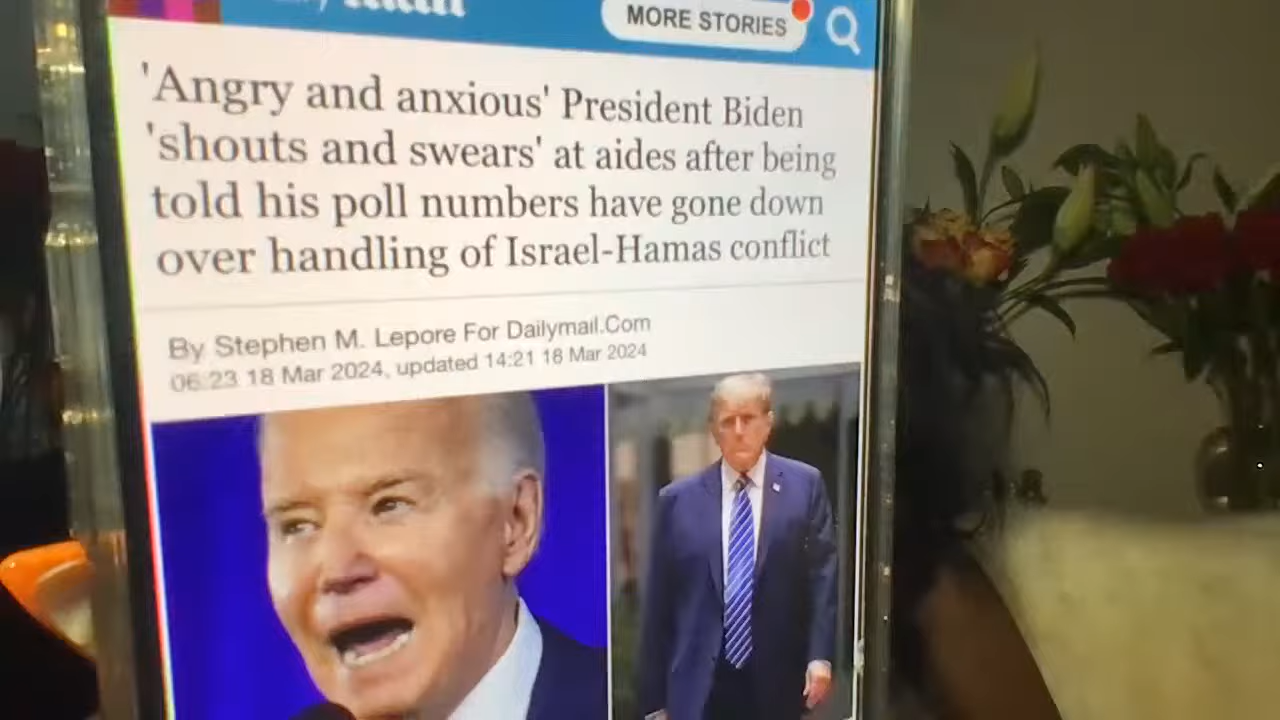 MORE STORIES
'Angry and anxious' President Biden
'shouts and swears' at aides after being
told his poll numbers have gone down
over handling of Israel-Hamas conflict
By Stephen M. Lepore For Dailymail.Com
06:23 18 Mar 2024, updated 14:21 18 Mar 2024